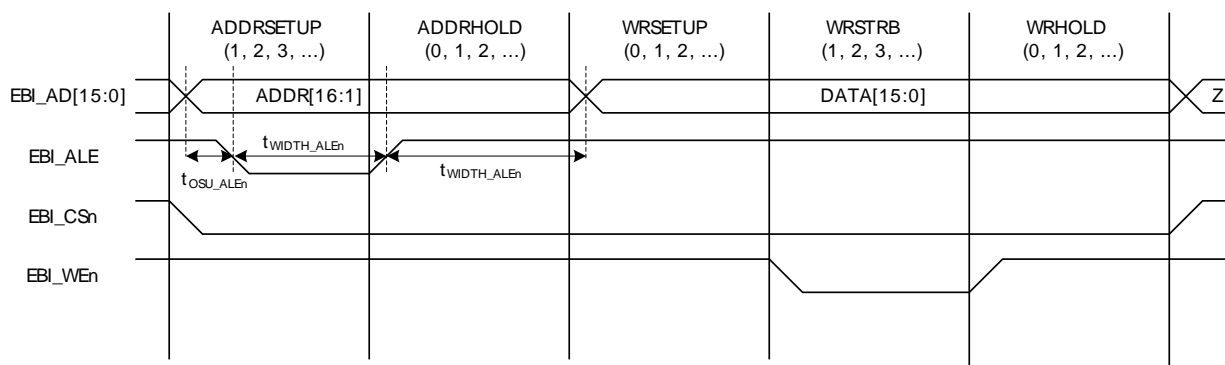 ADDRSETUP ADDRHOLD WRSETUP WRSTRB WRHOLD
(1, 2, 3, ...) (0, 1, 2, ...) (0, 1, 2, ...) (1, 2, 3, ...) (0, 1, 2, ...)
EBI_AD[15:0] ADDR[16:1] DATA[15:0] Z
tWIDTH_ALEn
EBI_ALE
tWIDTH_ALEn
tOSU_ALEn
EBI_CSn
EBI_WEn